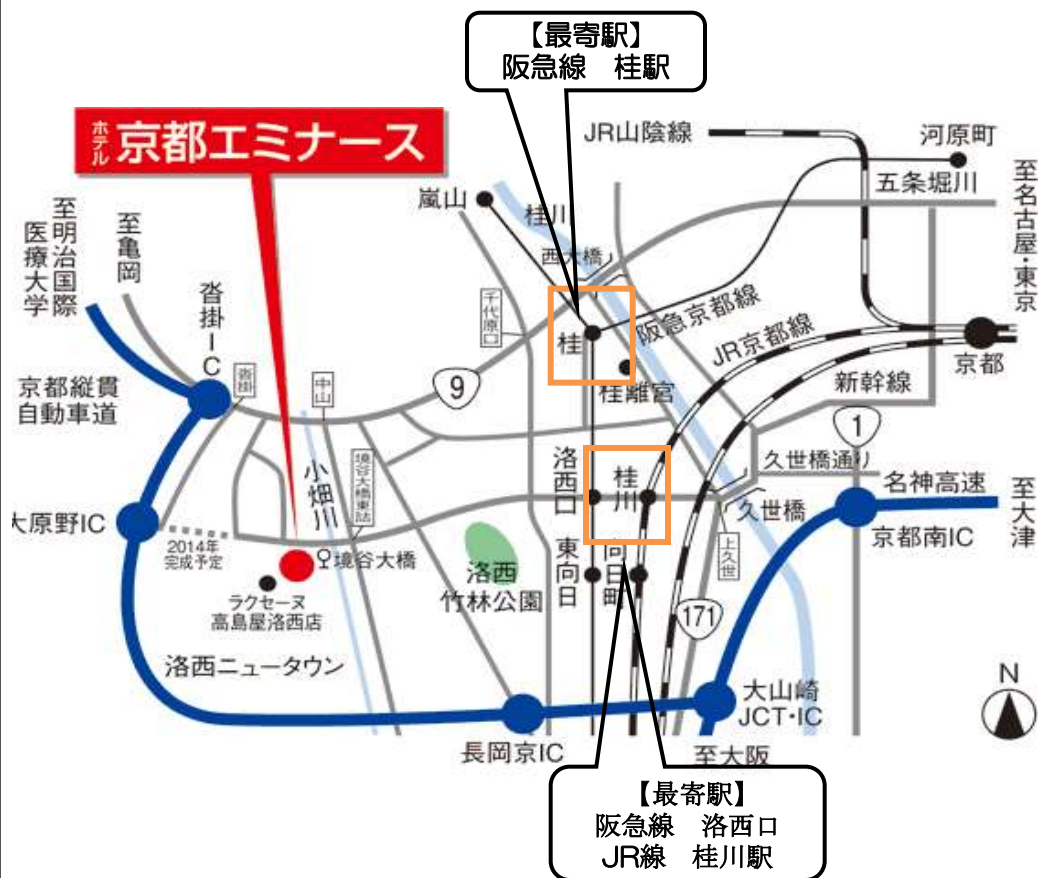 【最寄駅】
阪急線　桂駅
ホテル 京都エミナース
JR山陰線
河原町
五条堀川
至名古屋・東京
嵐山
桂川
西大橋
至明治国際
医療大学
至亀岡
沓掛IC
沓掛
中山
千代原口
9
桂
阪急京都線
JR京都線
桂離宮
京都
新幹線
1
京都縦貫
自動車道
小畑川
境谷大橋東詰
洛西口
桂川
久世橋通り
久世橋
名神高速
至大津
京都南IC
大原野IC
2014年
完成予定
境谷大橋
洛西
竹林公園
東向日
向日町
上久世
171
ラクセーヌ
高島屋洛西店
洛西ニュータウン
長岡京IC
大山崎
JCT・IC
至大阪
N
【最寄駅】
阪急線　洛西口
JR線　桂川駅